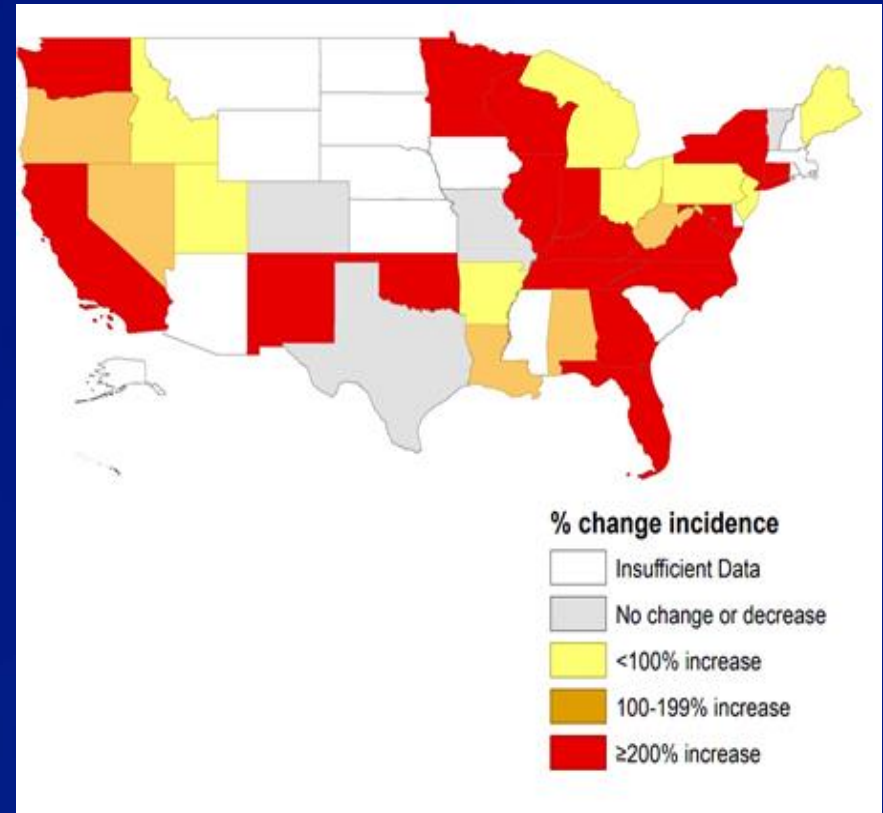 % change incidence
Insufficient Data
No change or decrease
<100% increase
100-199% increase
≥200% increase